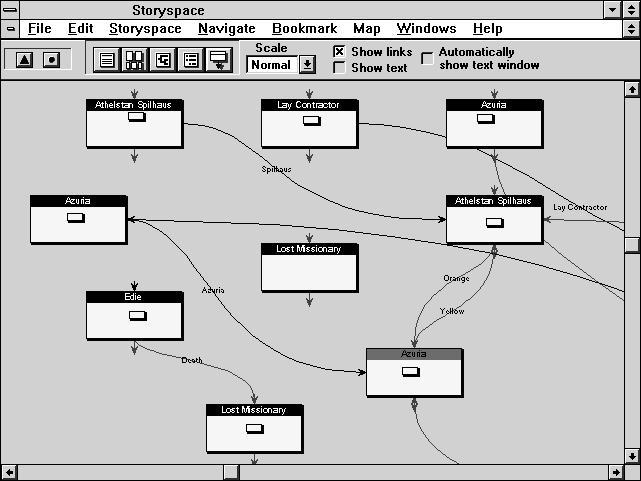 Storyspace
File Edit Storyspace Navigate Bookmark Map Windows Help
Scale
Normal
Show links
Show text
Automatically
show text window
Athelstan Spilhaus
Lay Contractor
Azuria
Spilhaus
Azuria
Athelstan Spilhaus
Lay Contractor
Lost Missionary
Orange
Azuria
Edie
Yellow
Azuria
Death
Lost Missionary